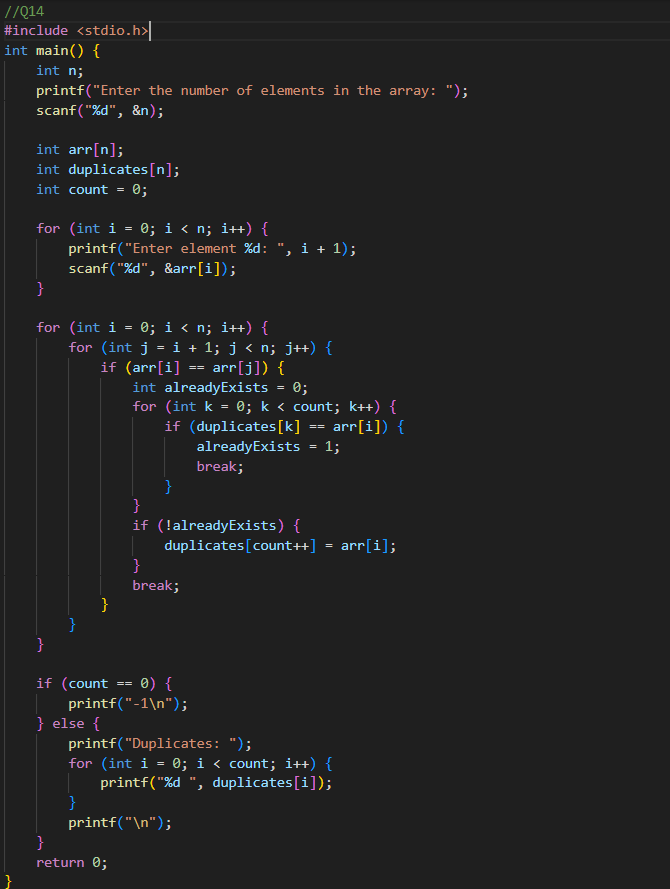 //Q14
#include <stdio.h>
int main() {
    int n;
    printf("Enter the number of elements in the array: ");
    scanf("%d", &n);

    int arr[n];
    int duplicates[n];
    int count = 0;

    for (int i = 0; i < n; i++) {
        printf("Enter element %d: ", i + 1);
        scanf("%d", &arr[i]);
    }

    for (int i = 0; i < n; i++) {
        for (int j = i + 1; j < n; j++) {
            if (arr[i] == arr[j]) {
                int alreadyExists = 0;
                for (int k = 0; k < count; k++) {
                    if (duplicates[k] == arr[i]) {
                        alreadyExists = 1;
                        break;
                    }
                }
                if (!alreadyExists) {
                    duplicates[count++] = arr[i];
                }
                break;
            }
        }
    }

    if (count == 0) {
        printf("-1\n");
    } else {
        printf("Duplicates: ");
        for (int i = 0; i < count; i++) {
            printf("%d ", duplicates[i]);
        }
        printf("\n");
    }
    return 0;
}